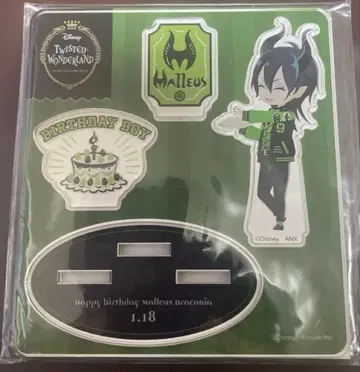 Disney
TWISTED-
WONDERLAND
Malleus
BIRTHDAY BOY
©Disney ANX
Happy Birthday Malleus Draconia
1.18